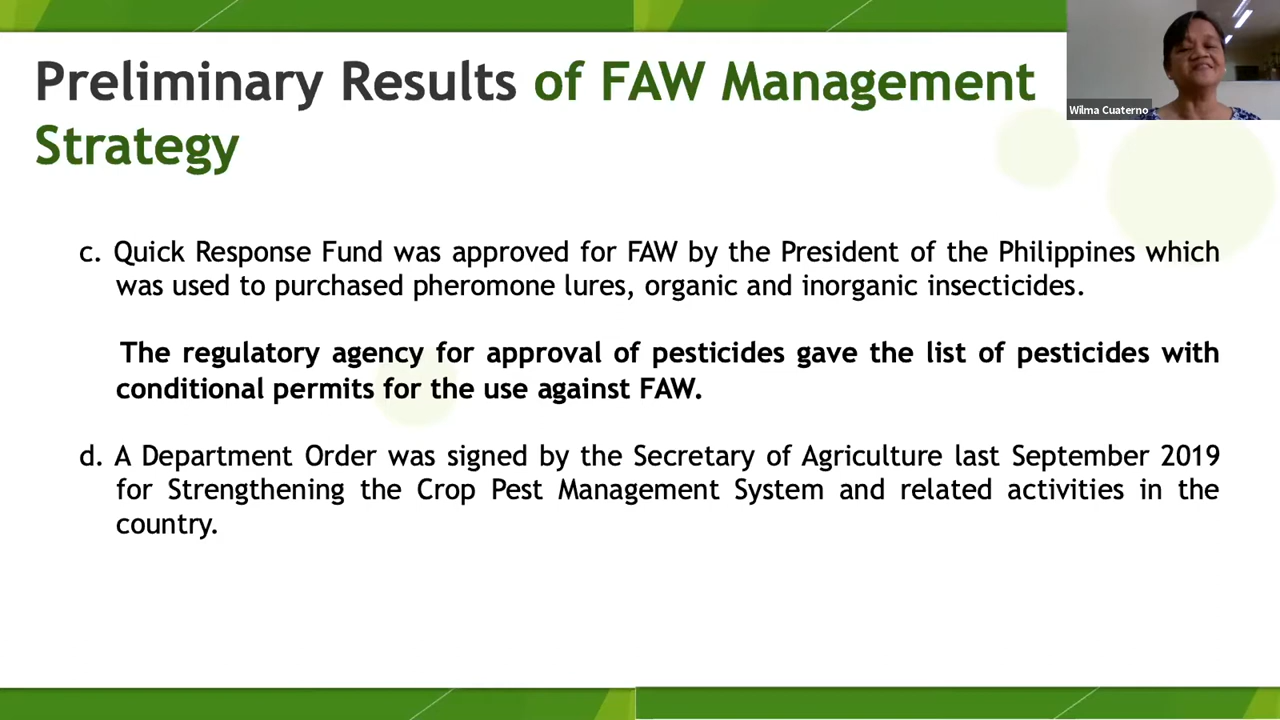 Preliminary Results of FAW Management
Strategy
Wilma Cuaterno
c. Quick Response Fund was approved for FAW by the President of the Philippines which
was used to purchased pheromone lures, organic and inorganic insecticides.
The regulatory agency for approval of pesticides gave the list of pesticides with
conditional permits for the use against FAW.
d. A Department Order was signed by the Secretary of Agriculture last September 2019
for Strengthening the Crop Pest Management System and related activities in the
country.